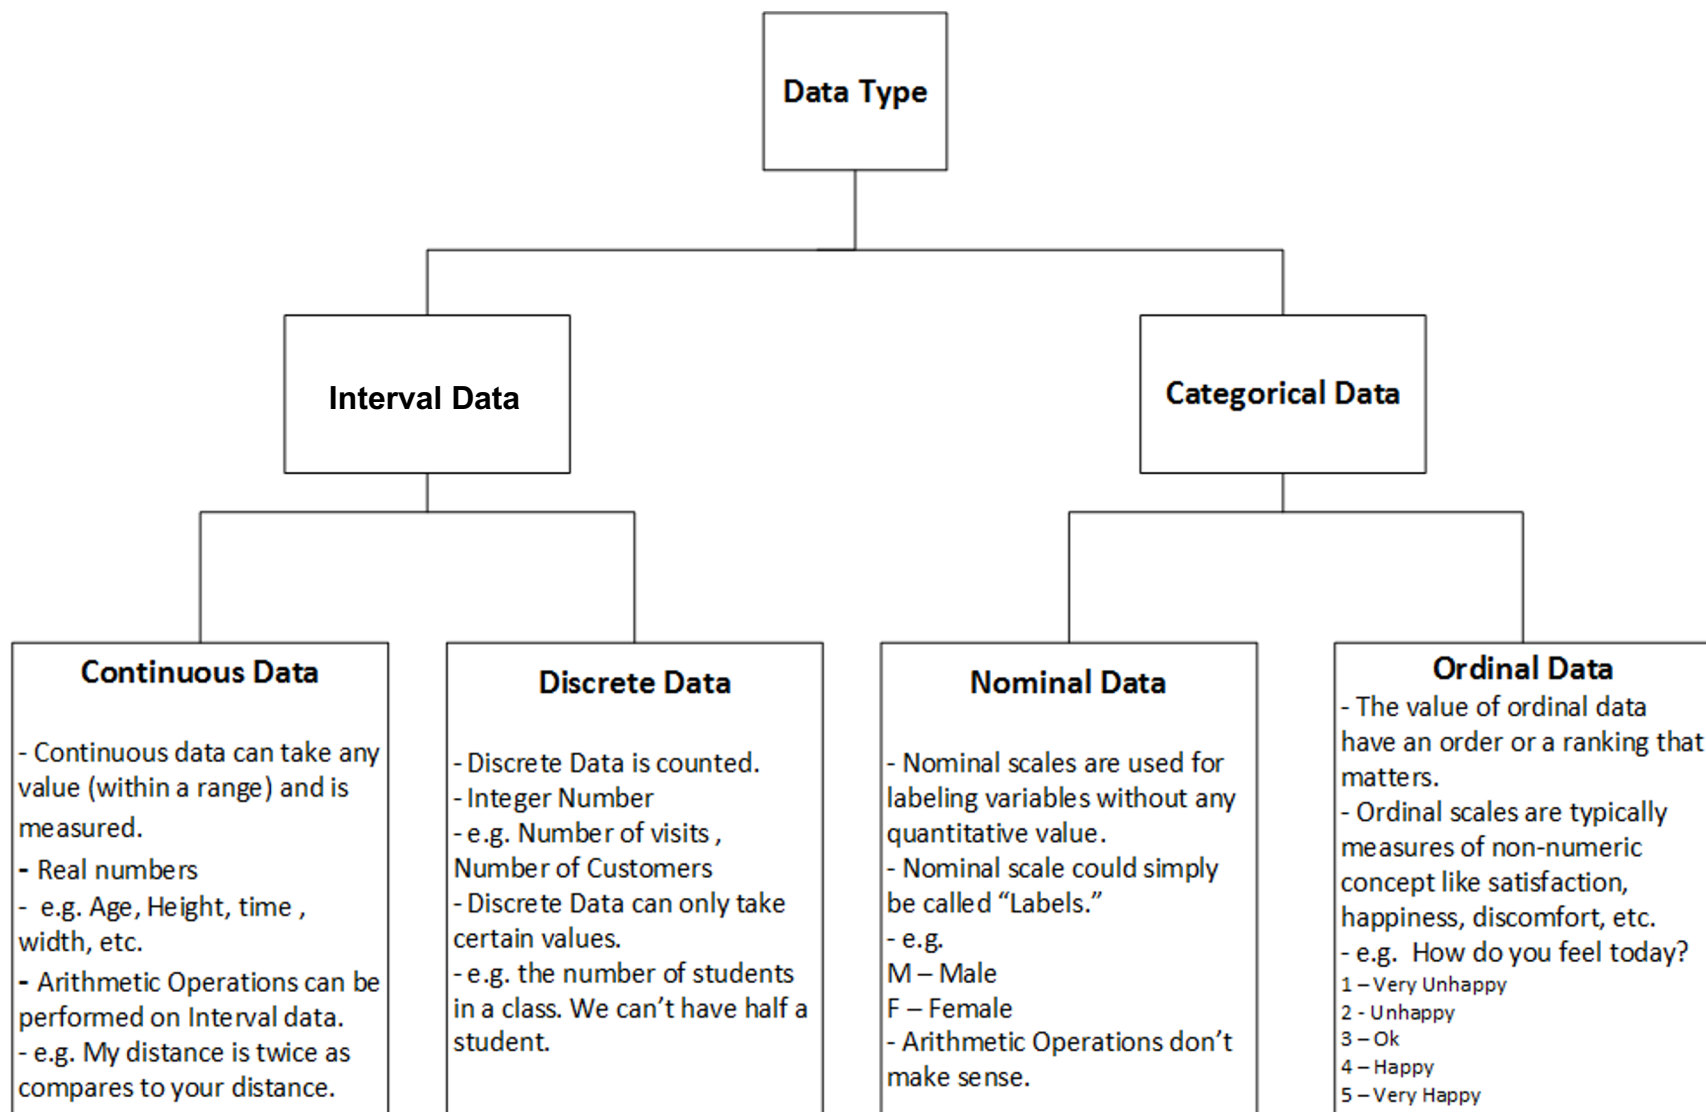 Data Type
Interval Data
Categorical Data
Continuous Data
- Continuous data can take any
value (within a range) and is
measured.
- Real numbers
- e.g. Age, Height, time ,
width, etc.
- Arithmetic Operations can be
performed on Interval data.
- e.g. My distance is twice as
compares to your distance.
Discrete Data
- Discrete Data is counted.
- Integer Number
- e.g. Number of visits ,
Number of Customers
- Discrete Data can only take
certain values.
- e.g. the number of students
in a class. We can’t have half a
student.
Nominal Data
- Nominal scales are used for
labeling variables without any
quantitative value.
- Nominal scale could simply
be called “Labels.”
- e.g.
M – Male
F – Female
- Arithmetic Operations don’t
make sense.
Ordinal Data
- The value of ordinal data
have an order or a ranking that
matters.
- Ordinal scales are typically
measures of non-numeric
concept like satisfaction,
happiness, discomfort, etc.
- e.g. How do you feel today?
1 – Very Unhappy
2 - Unhappy
3 – Ok
4 – Happy
5 – Very Happy